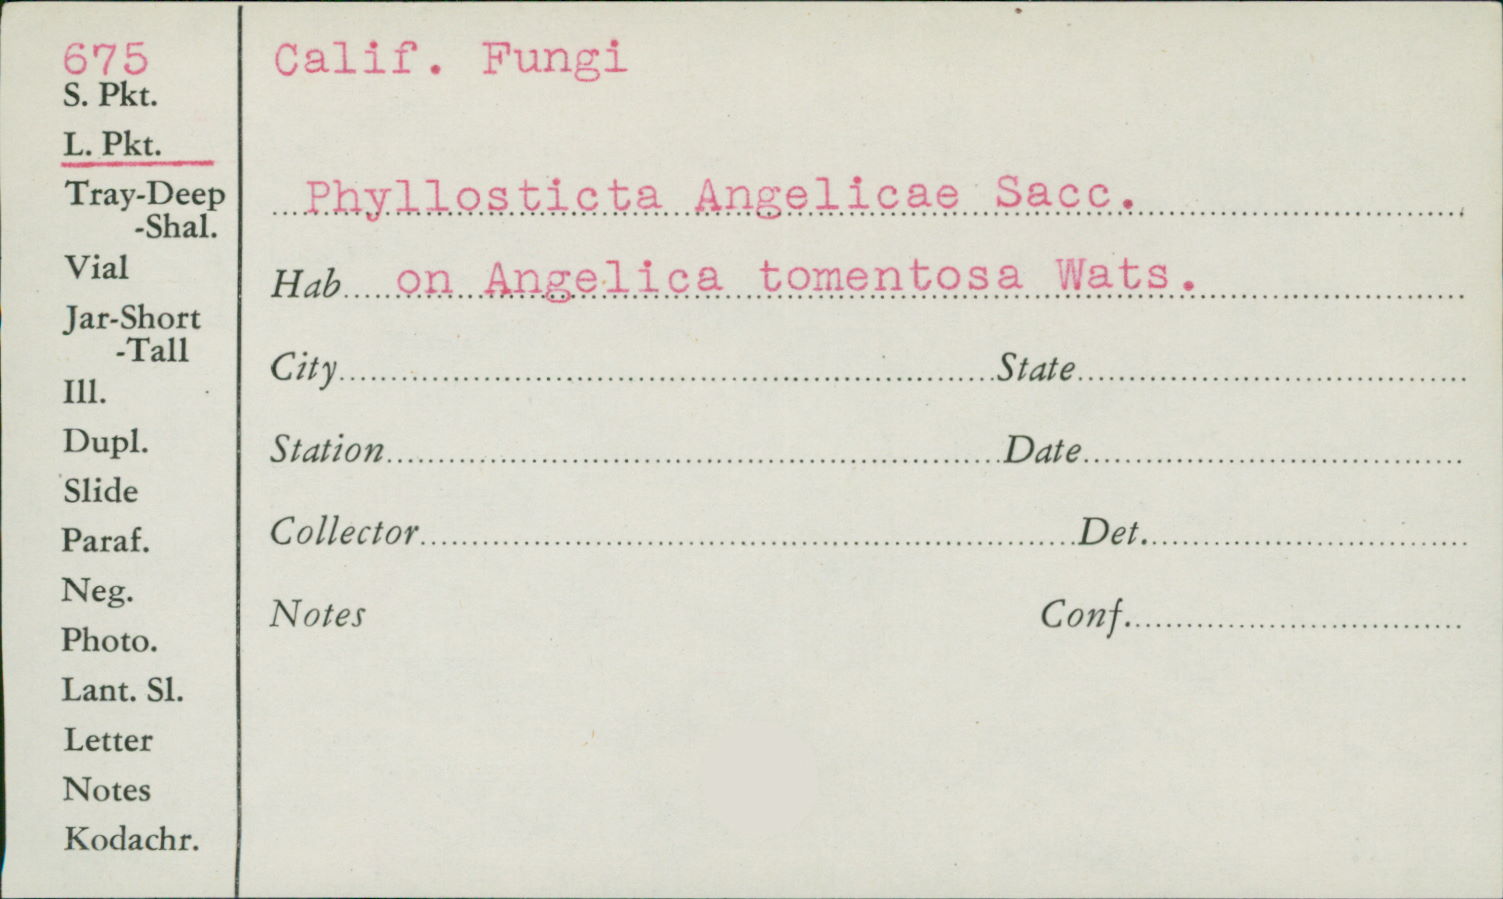 675
S. Pkt.
L. Pkt.
Tray-Deep
-Shal.
Vial
Jar-Short
-Tall
Ill.
Dupl.
Slide
Paraf.
Neg.
Photo.
Lant. Sl.
Letter
Notes
Kodachr.
Calif. Fungi
Phyllosticta Angelicae Sacc.
Hab on Angelica tomentosa Wats.
City State
Station Date
Collector Det.
Notes Conf.